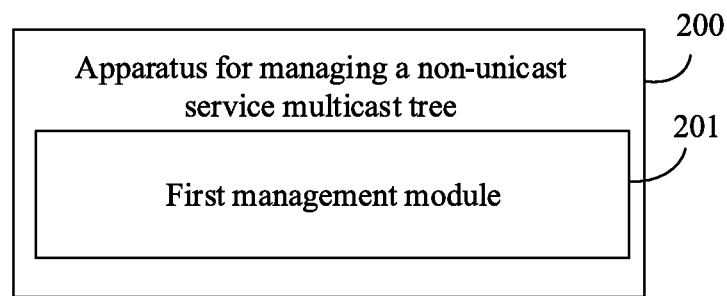 200
Apparatus for managing a non-unicast
service multicast tree
201
First management module